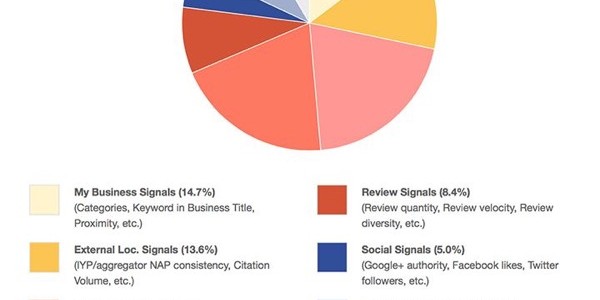 My Business Signals (14.7%)
(Categories, Keyword in Business Title,
Proximity, etc.)
External Loc. Signals (13.6%)
(IYP/aggregator NAP consistency, Citation
Volume, etc.)
Review Signals (8.4%)
(Review quantity, Review velocity, Review
diversity, etc.)
Social Signals (5.0%)
(Google+ authority, Facebook likes, Twitter
followers, etc.)